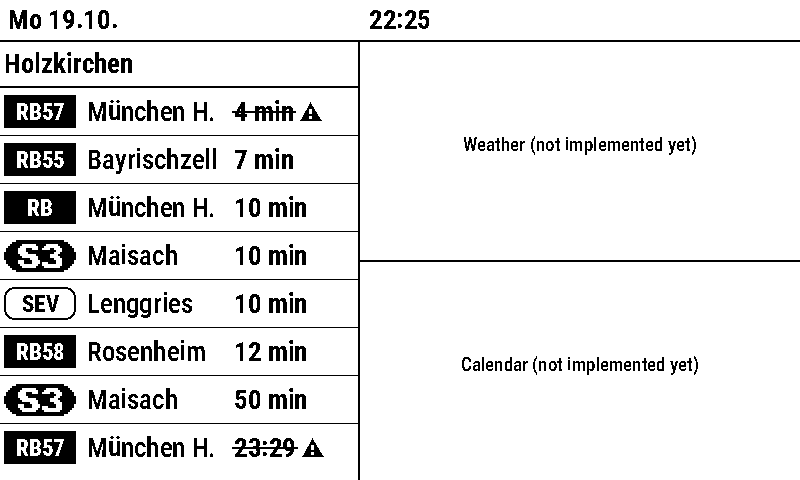 Mo 19.10.
22:25
Holzkirchen
RB57 München H. 4 min
RB55 Bayrischzell 7 min
RB München H. 10 min
S3 Maisach 10 min
SEV Lenggries 10 min
RB58 Rosenheim 12 min
S3 Maisach 50 min
RB57 München H. 23:29
Weather (not implemented yet)
Calendar (not implemented yet)